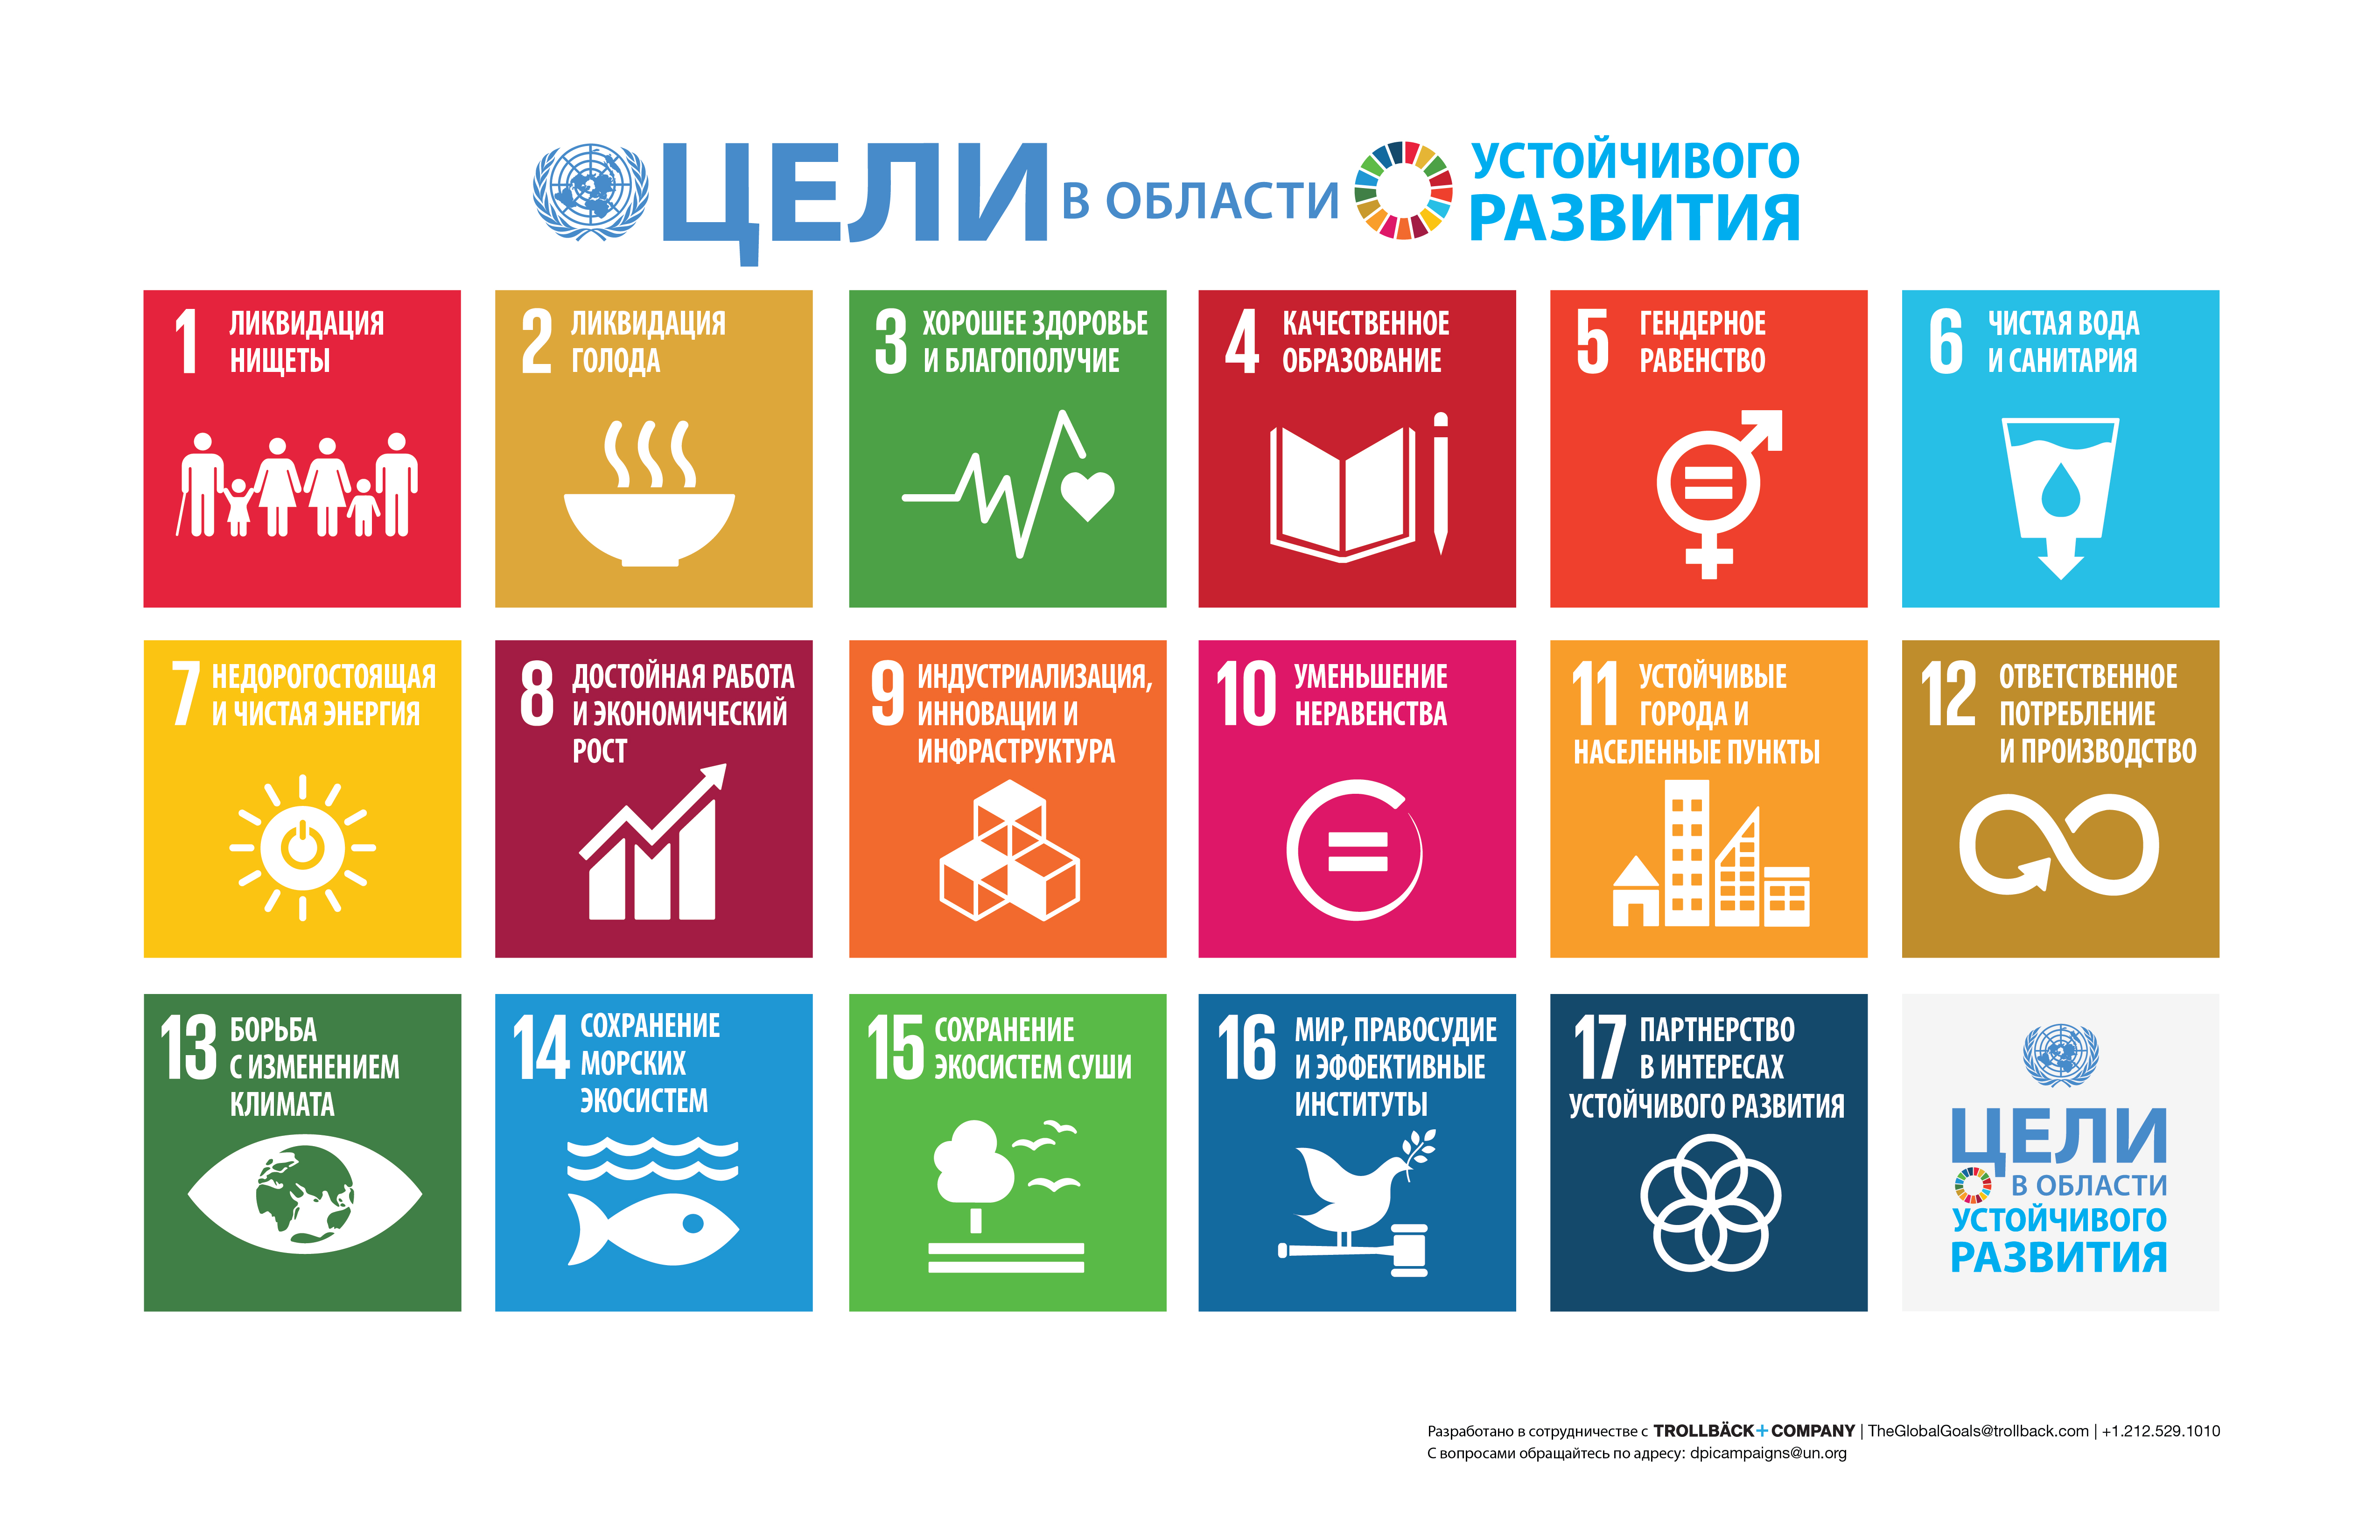 ЦЕЛИ В ОБЛАСТИ УСТОЙЧИВОГО
РАЗВИТИЯ
1 ЛИКВИДАЦИЯ
НИЩЕТЫ
2 ЛИКВИДАЦИЯ
ГОЛОДА
3 ХОРОШЕЕ ЗДОРОВЬЕ
И БЛАГОПОЛУЧИЕ
4 КАЧЕСТВЕННОЕ
ОБРАЗОВАНИЕ
5 ГЕНДЕРНОЕ
РАВЕНСТВО
6 ЧИСТАЯ ВОДА
И САНИТАРИЯ
7 НЕДОРОГОСТОЯЩАЯ
И ЧИСТАЯ ЭНЕРГИЯ
8 ДОСТОЙНАЯ РАБОТА
И ЭКОНОМИЧЕСКИЙ
РОСТ
9 ИНДУСТРИАЛИЗАЦИЯ,
ИННОВАЦИИ И
ИНФРАСТРУКТУРА
10 УМЕНЬШЕНИЕ
НЕРАВЕНСТВА
11 УСТОЙЧИВЫЕ
ГОРОДА И
НАСЕЛЕННЫЕ ПУНКТЫ
12 ОТВЕТСТВЕННОЕ
ПОТРЕБЛЕНИЕ
И ПРОИЗВОДСТВО
13 БОРЬБА
С ИЗМЕНЕНИЕМ
КЛИМАТА
14 СОХРАНЕНИЕ
МОРСКИХ
ЭКОСИСТЕМ
15 СОХРАНЕНИЕ
ЭКОСИСТЕМ СУШИ
16 МИР, ПРАВОСУДИЕ
И ЭФФЕКТИВНЫЕ
ИНСТИТУТЫ
17 ПАРТНЕРСТВО
В ИНТЕРЕСАХ
УСТОЙЧИВОГО РАЗВИТИЯ
ЦЕЛИ
В ОБЛАСТИ
УСТОЙЧИВОГО
РАЗВИТИЯ
Разработано в сотрудничестве с TROLLBÄCK+COMPANY | TheGlobalGoals@trollback.com | +1.212.529.1010
С вопросами обращайтесь по адресу: dpicampaigns@un.org